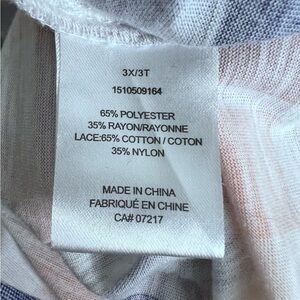 3X/3T
1510509164
65% POLYESTER
35% RAYON/RAYONNE
LACE:65% COTTON / COTON
35% NYLON
MADE IN CHINA
FABRIQUÉ EN CHINE
CA# 07217